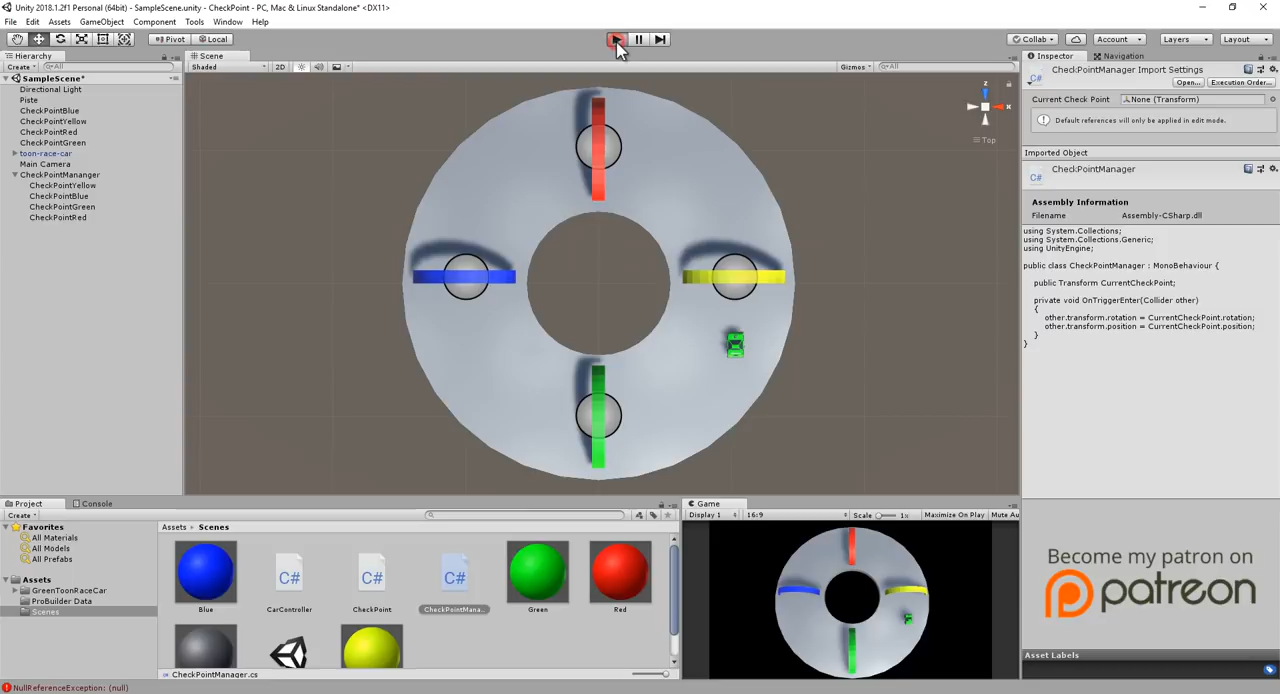 Unity 2018.1.2f1 Personal (64bit) - SampleScene.unity - CheckPoint - PC, Mac & Linux Standalone* <DX11>
File Edit Assets GameObject Component Tools Window Help
Pivot Local Collab Account Layers Layout
Hierarchy
Create All
SampleScene*
Directional Light
Piste
CheckPointBlue
CheckPointYellow
CheckPointRed
CheckPointGreen
toon-race-car
Main Camera
CheckPointMananger
CheckPointYellow
CheckPointBlue
CheckPointGreen
CheckPointRed
Scene
Shaded 2D Gizmos All
z
x
Top
Inspector Navigation
CheckPointManager Import Settings
Open... Execution Order...
Current Check Point None (Transform)
Default references will only be applied in edit mode.
Imported Object
C# CheckPointManager
Assembly Information
Filename Assembly-CSharp.dll
using System.Collections;
using System.Collections.Generic;
using UnityEngine;
public class CheckPointManager : MonoBehaviour {
public Transform CurrentCheckPoint;
private void OnTriggerEnter(Collider other)
{
other.transform.rotation = CurrentCheckPoint.rotation;
other.transform.position = CurrentCheckPoint.position;
}
}
Project Console
Create
Favorites
All Materials
All Models
All Prefabs
Assets
GreenToonRaceCar
ProBuilder Data
Scenes
Assets Scenes
C# C# C#
Blue CarController CheckPoint CheckPointMana... Green Red
CheckPointManager.cs
Game
Display 1 16:9 Scale 1x Maximize On Play Mute Au
Become my patron on
patreon
Asset Labels
NullReferenceException: (null)